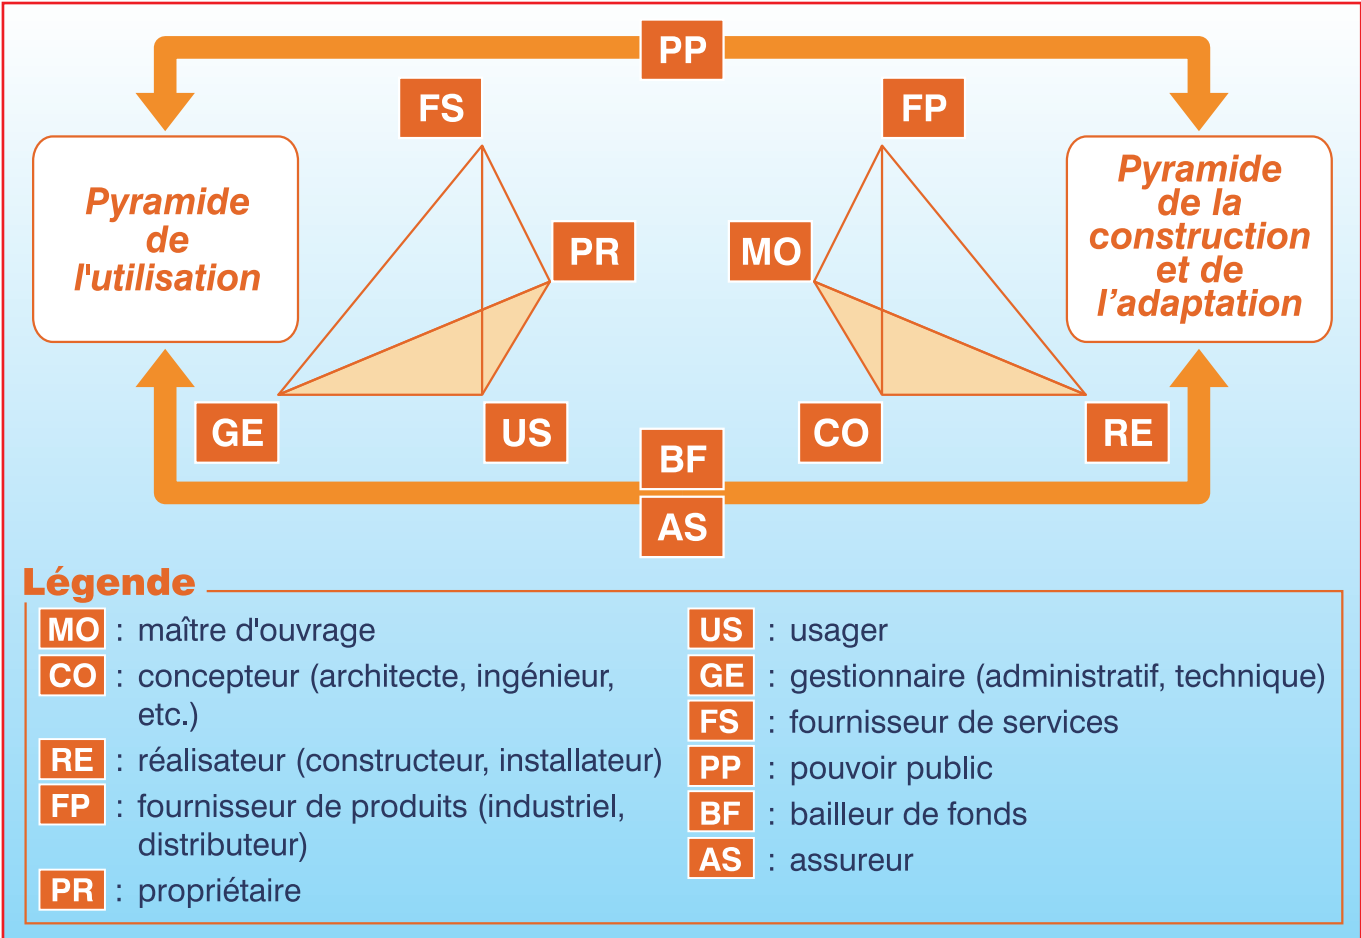 PP
FS
FP
Pyramide
de
l'utilisation
PR
MO
Pyramide
de la
construction
et de
l’adaptation
GE
US
CO
RE
BF
AS
Légende
MO : maître d'ouvrage
CO : concepteur (architecte, ingénieur,
etc.)
RE : réalisateur (constructeur, installateur)
FP : fournisseur de produits (industriel,
distributeur)
PR : propriétaire
US : usager
GE : gestionnaire (administratif, technique)
FS : fournisseur de services
PP : pouvoir public
BF : bailleur de fonds
AS : assureur